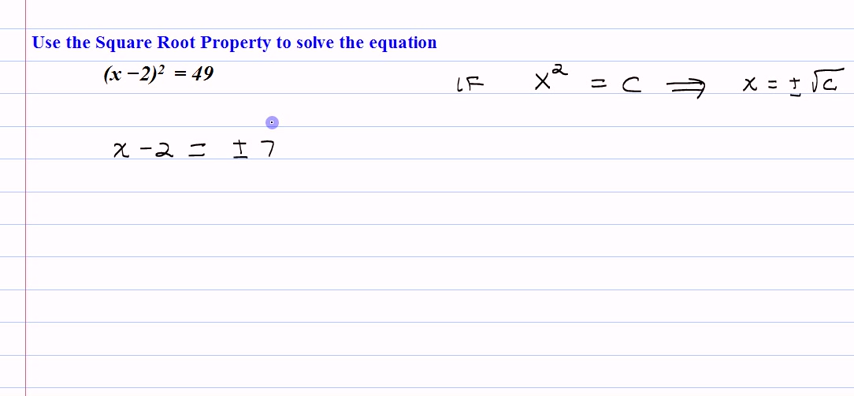 Use the Square Root Property to solve the equation
(x −2)² = 49
IF x² = c ⟹ x = ± √c
x − 2 = ± 7